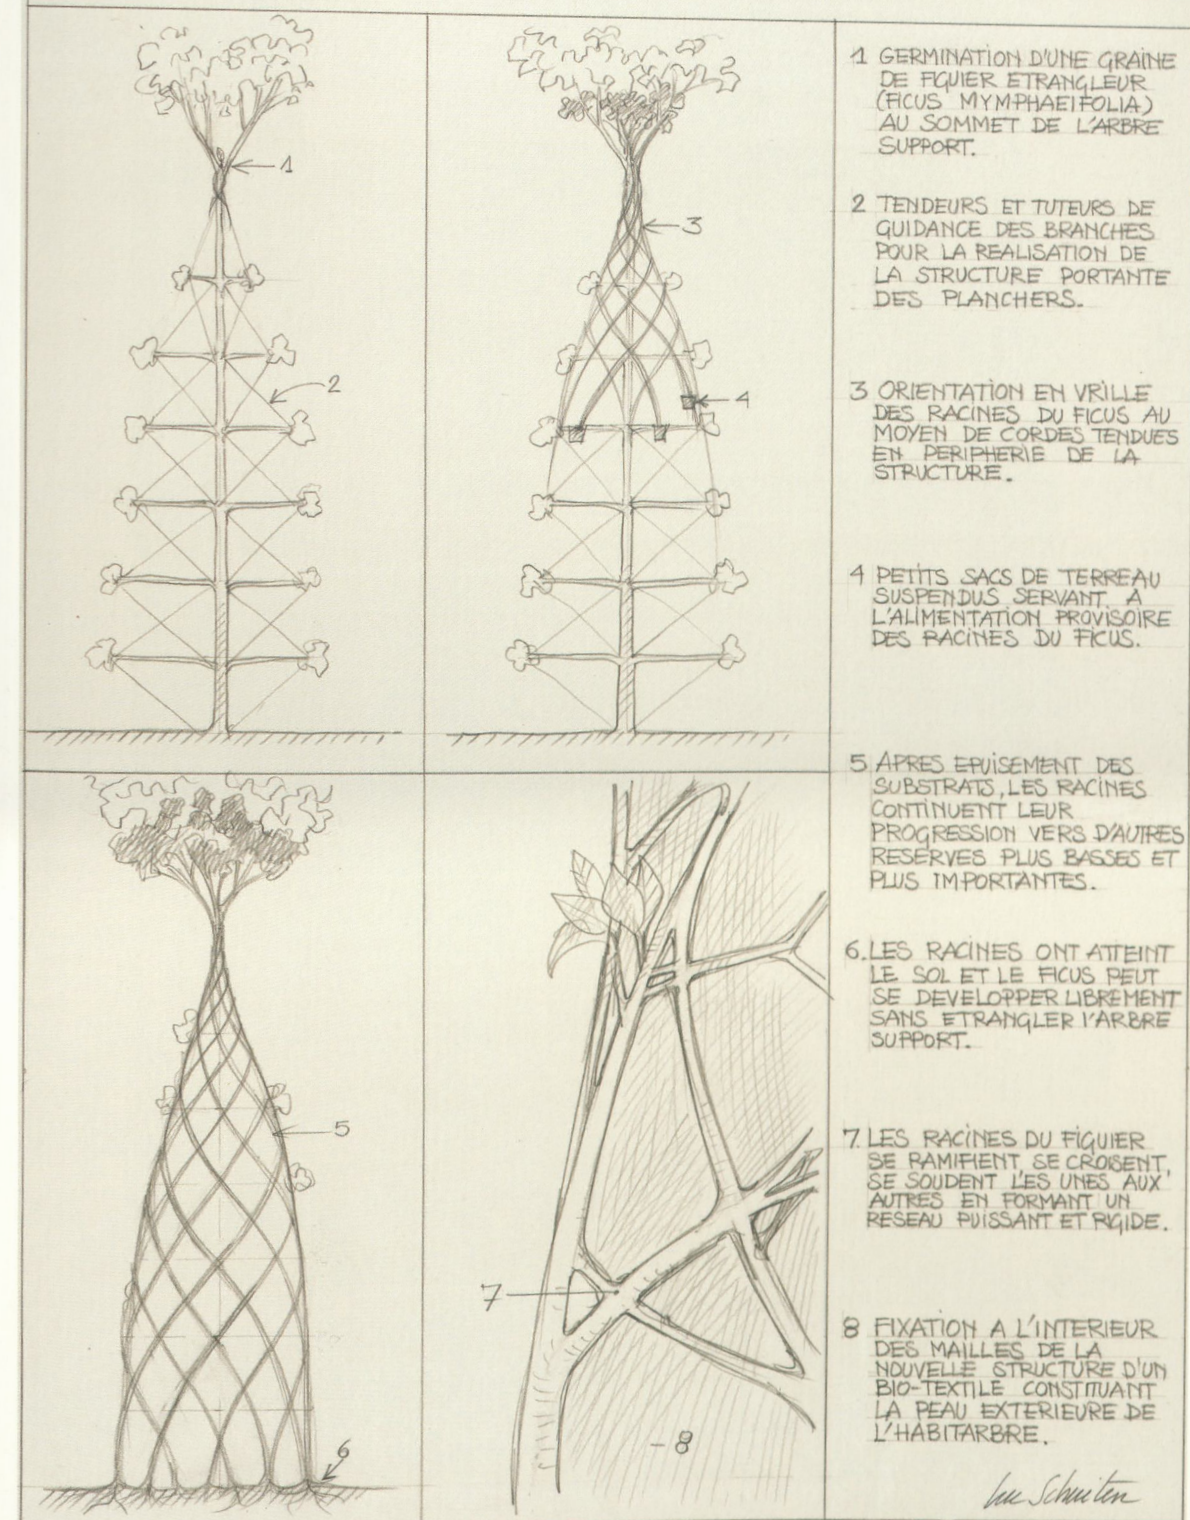 1 GERMINATION D'UNE GRAINE
DE FIGUIER ETRANGLEUR
(FICUS MYMPHAEIFOLIA)
AU SOMMET DE L'ARBRE
SUPPORT.
2 TENDEURS ET TUTEURS DE
GUIDANCE DES BRANCHES
POUR LA REALISATION DE
LA STRUCTURE PORTANTE
DES PLANCHERS.
3 ORIENTATION EN VRILLE
DES RACINES DU FICUS AU
MOYEN DE CORDES TENDUES
EN PERIPHERIE DE LA
STRUCTURE.
4 PETITS SACS DE TERREAU
SUSPENDUS SERVANT A
L'ALIMENTATION PROVISOIRE
DES RACINES DU FICUS.
5 APRES EPUISEMENT DES
SUBSTRATS, LES RACINES
CONTINUENT LEUR
PROGRESSION VERS D'AUTRES
RESERVES PLUS BASSES ET
PLUS IMPORTANTES.
6. LES RACINES ONT ATTEINT
LE SOL ET LE FICUS PEUT
SE DEVELOPPER LIBREMENT
SANS ETRANGLER l'ARBRE
SUPPORT.
7. LES RACINES DU FIGUIER
SE RAMIFIENT, SE CROISENT,
SE SOUDENT LES UNES AUX
AUTRES EN FORMANT UN
RESEAU PUISSANT ET RIGIDE.
8 FIXATION A L'INTERIEUR
DES MAILLES DE LA
NOUVELLE STRUCTURE D'UN
BIO-TEXTILE CONSTITUANT
LA PEAU EXTERIEURE DE
L'HABITARBRE.
Luc Schuiten
1
2
3
4
5
6
7
8